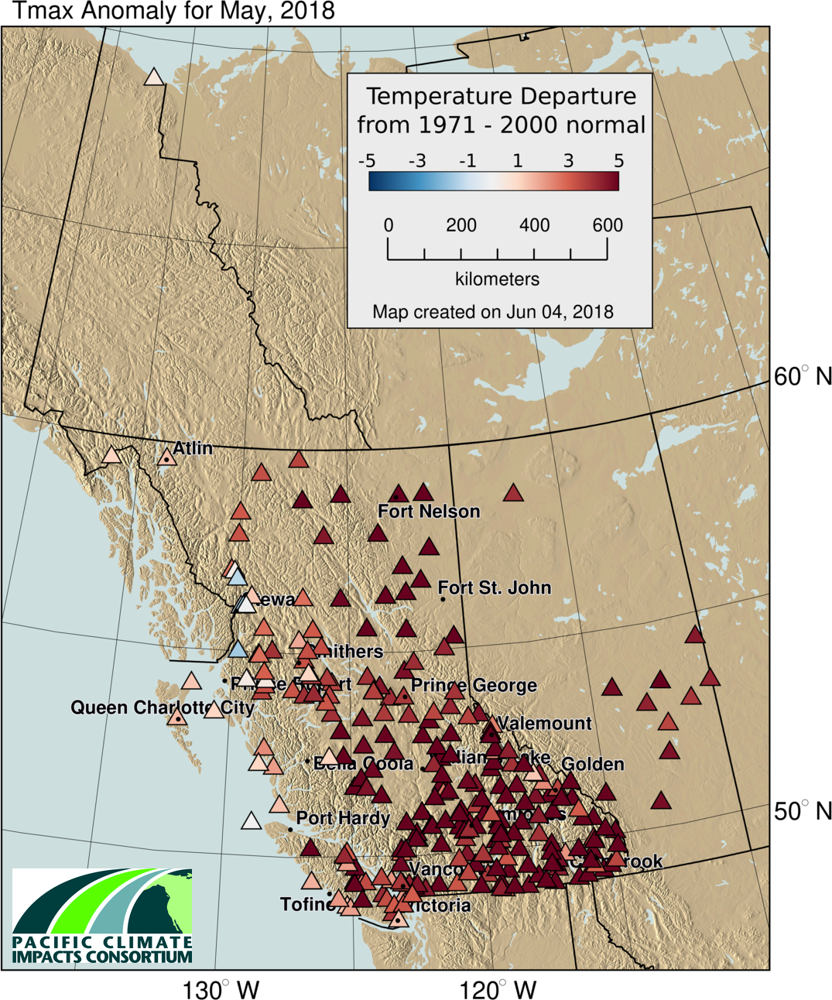 Tmax Anomaly for May, 2018
Temperature Departure
from 1971 - 2000 normal
-5 -3 -1 1 3 5
0 200 400 600
kilometers
Map created on Jun 04, 2018
60° N
Atlin
Fort Nelson
Fort St. John
Prince George
Queen Charlotte City
Valemount
Bella Coola
Golden
50° N
Port Hardy
Tofino
PACIFIC CLIMATE
IMPACTS CONSORTIUM
130° W 120° W